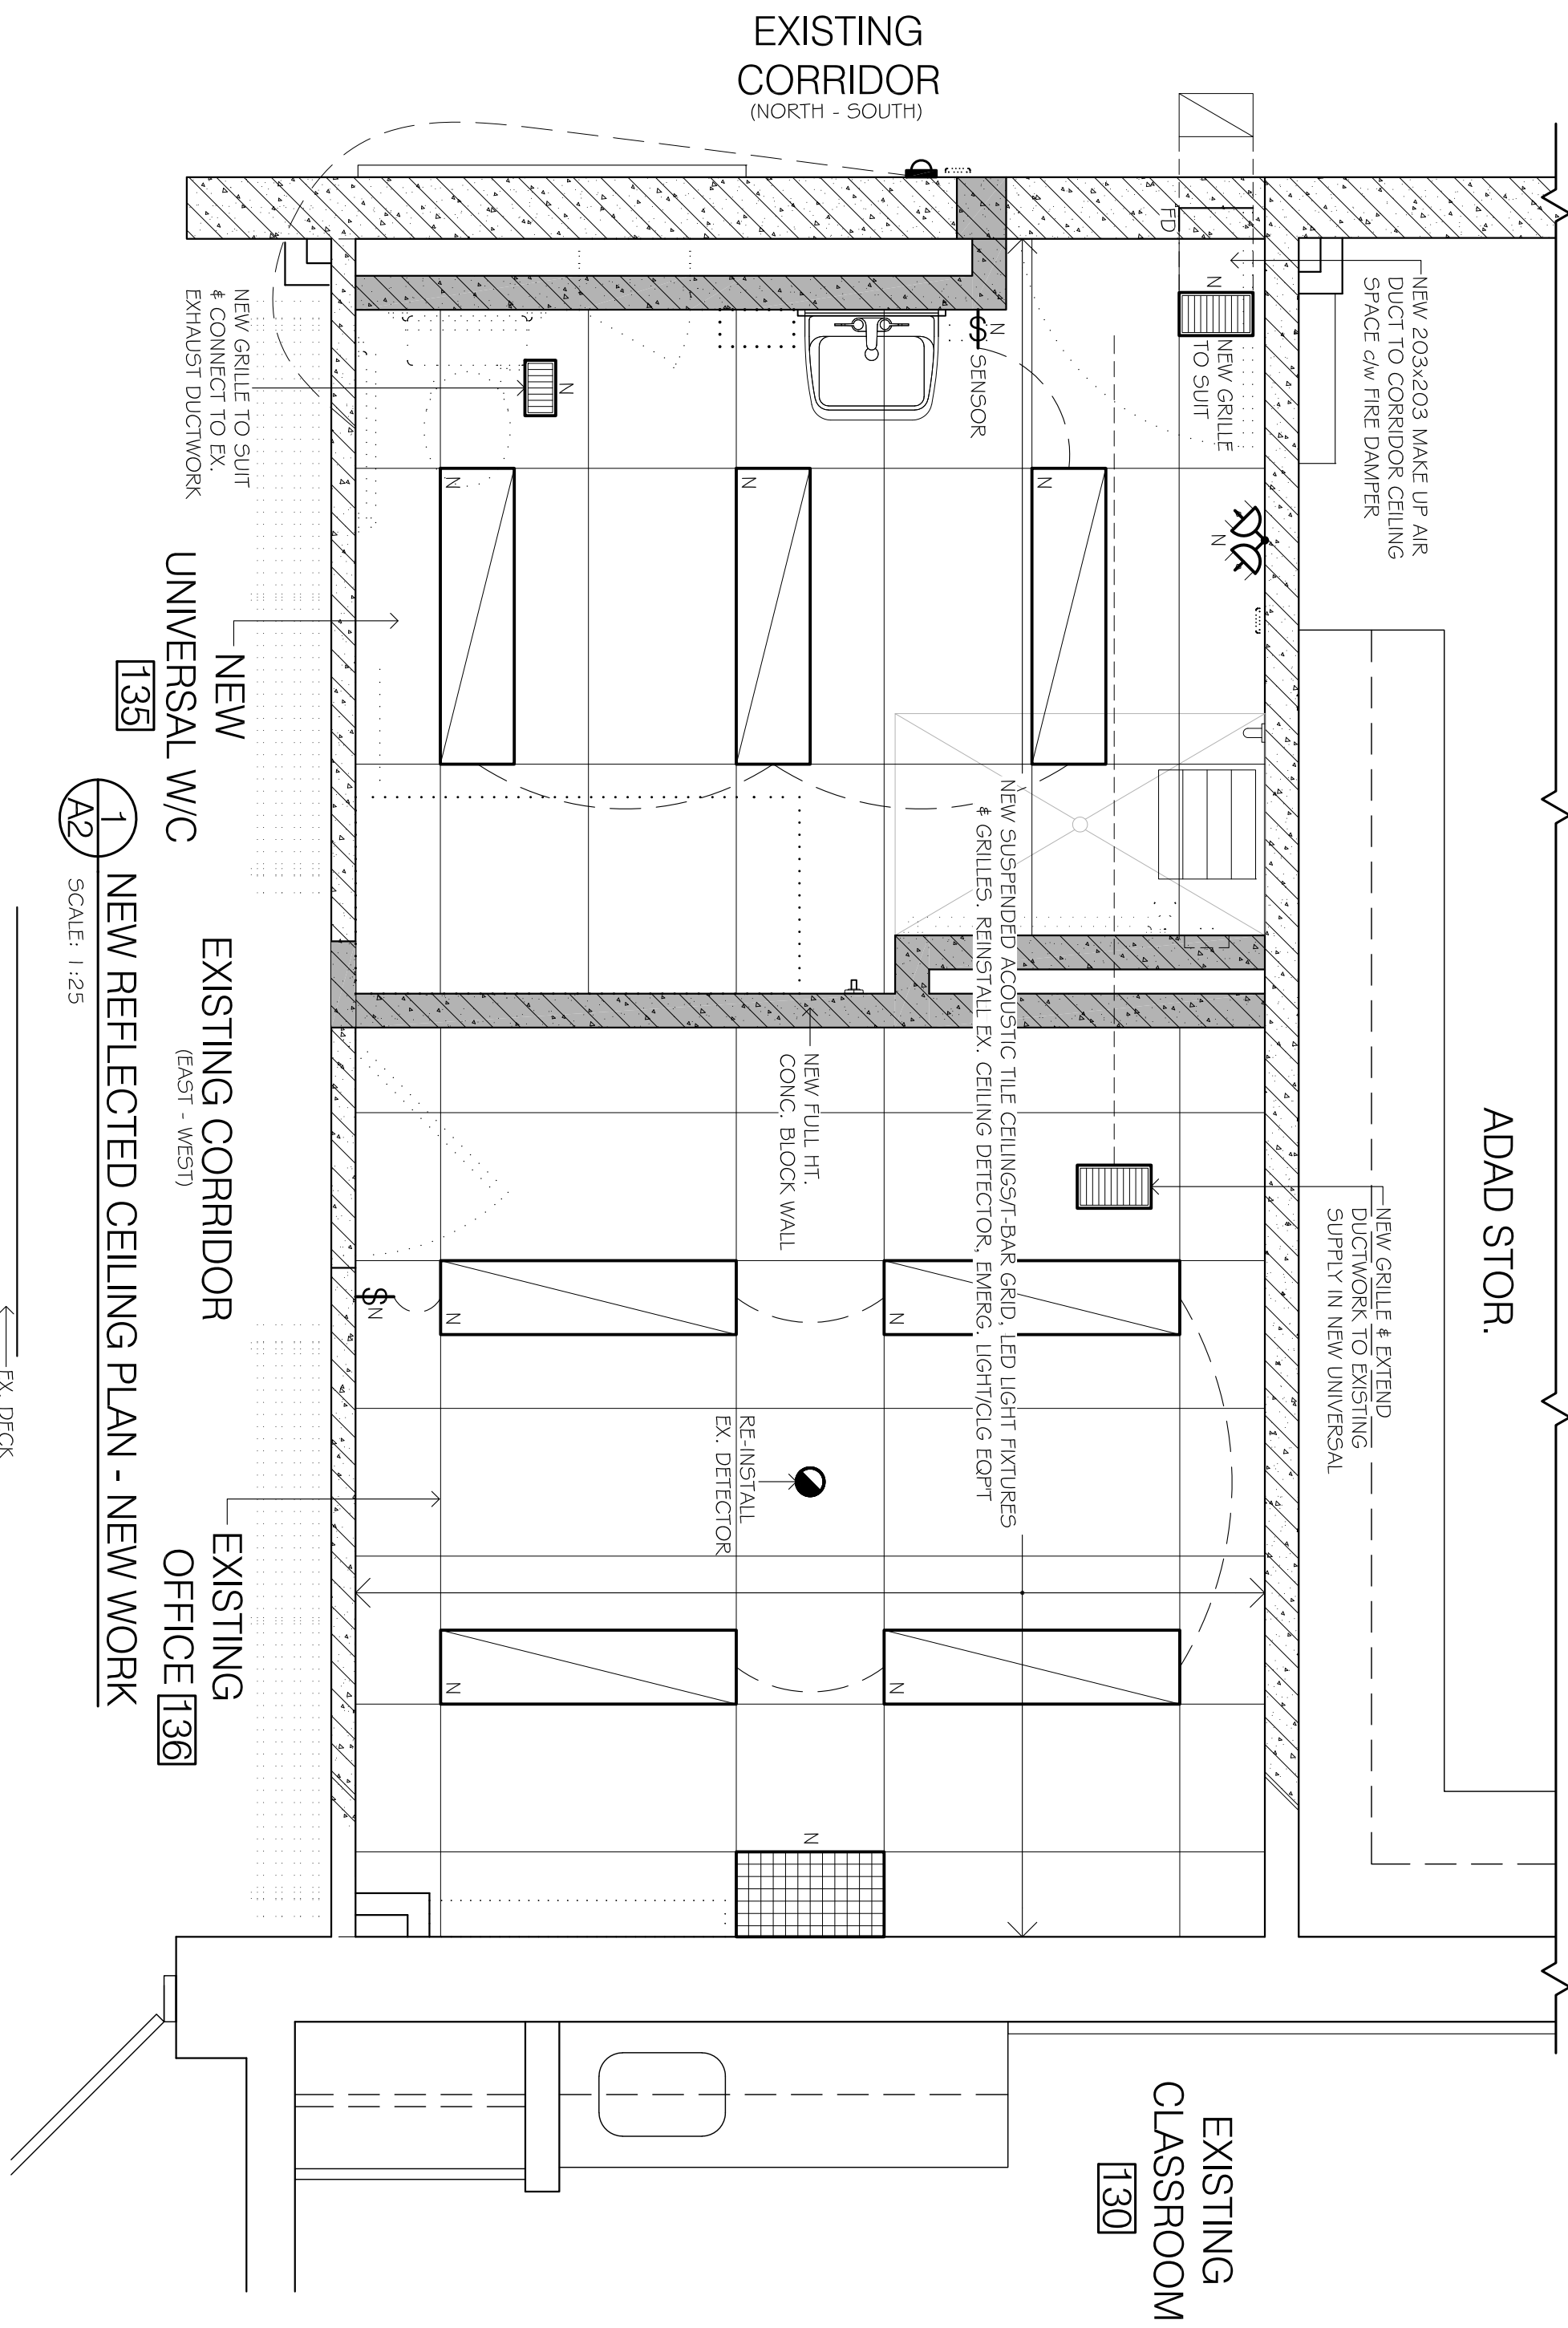 EXISTING
CORRIDOR
(NORTH - SOUTH)
ADAD STOR.
NEW 203x203 MAKE UP AIR
DUCT TO CORRIDOR CEILING
SPACE c/w FIRE DAMPER
FD
N
NEW GRILLE
TO SUIT
N
N
$
SENSOR
NEW GRILLE & EXTEND
DUCTWORK TO EXISTING
SUPPLY IN NEW UNIVERSAL
N
N
N
N
NEW SUSPENDED ACOUSTIC TILE CEILINGS/T-BAR GRID, LED LIGHT FIXTURES
& GRILLES. REINSTALL EX. CEILING DETECTOR, EMERG. LIGHT/CLG EQP'T
NEW FULL HT.
CONC. BLOCK WALL
RE-INSTALL
EX. DETECTOR
N
N
N
N
N
$
N
NEW GRILLE TO SUIT
& CONNECT TO EX.
EXHAUST DUCTWORK
NEW
UNIVERSAL W/C
135
EXISTING CORRIDOR
(EAST - WEST)
EXISTING
OFFICE 136
EXISTING
CLASSROOM
130
1
A2
NEW REFLECTED CEILING PLAN - NEW WORK
SCALE: 1:25
EX. DECK